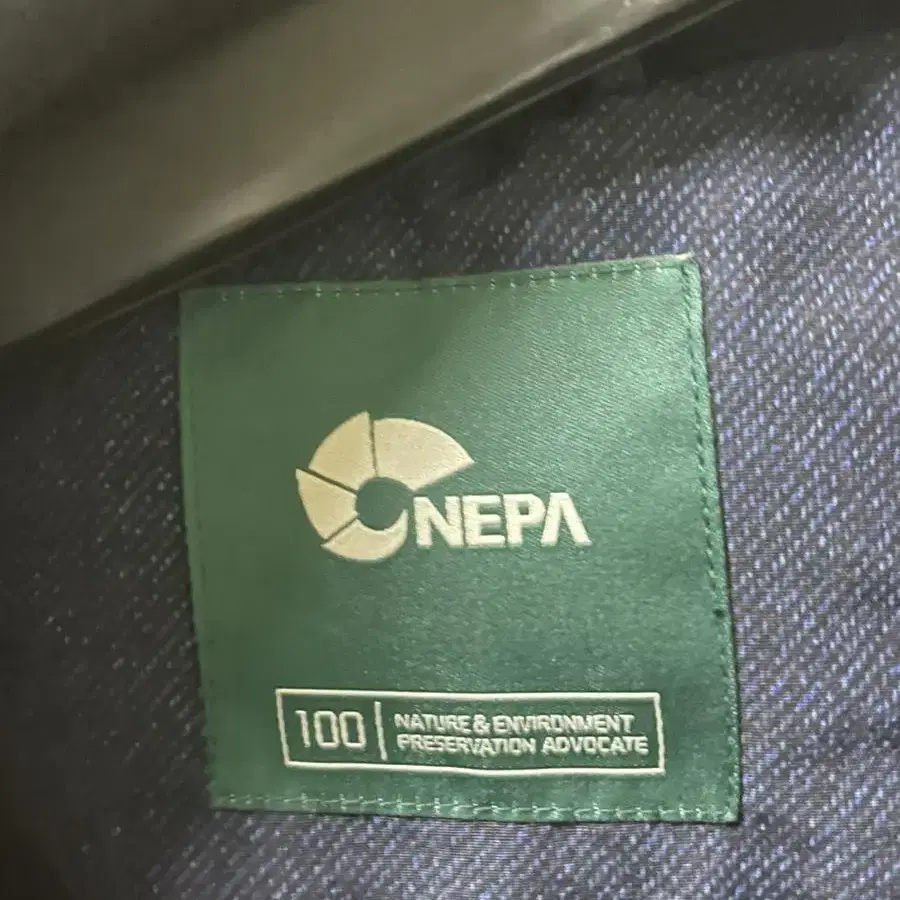 NEPA
100
NATURE & ENVIRONMENT
PRESERVATION ADVOCATE